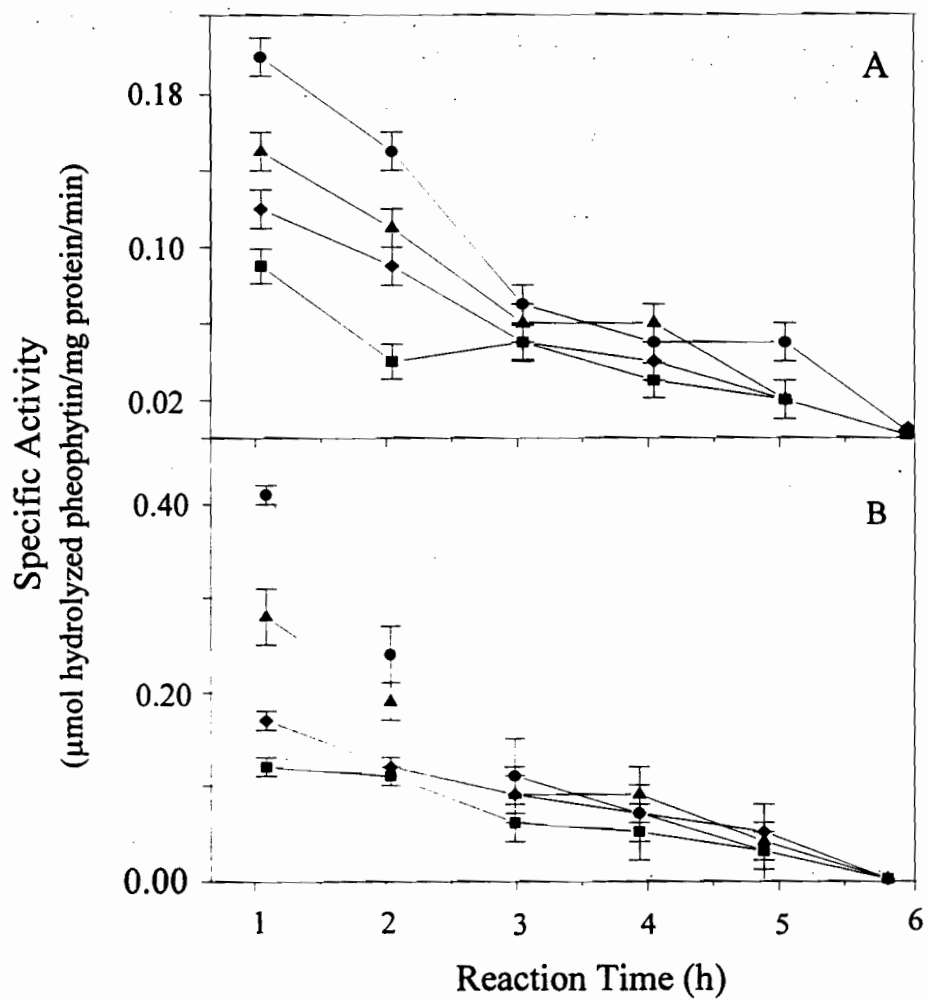 Specific Activity
(μmol hydrolyzed pheophytin/mg protein/min)
A
0.18
0.10
0.02
B
0.40
0.20
0.00
1 2 3 4 5 6
Reaction Time (h)